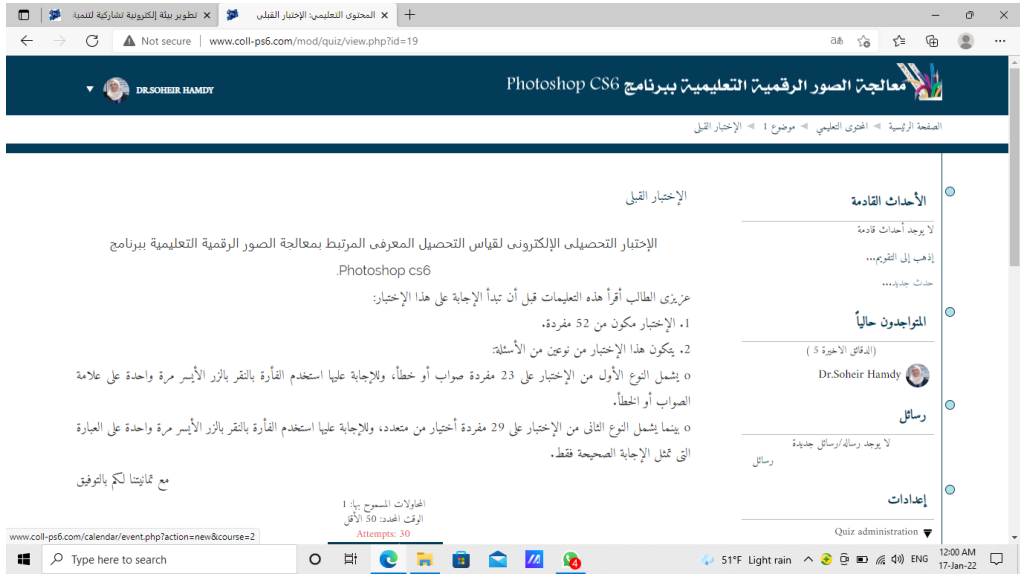 المحتوى التعليمي: الإختبار القبلى
تطوير بيئة إلكترونية تشاركية لتنمية
Not secure | www.coll-ps6.com/mod/quiz/view.php?id=19
معالجة الصور الرقمية التعليمية ببرنامج Photoshop CS6
DR.SOHEIR HAMDY
الصفحة الرئيسية ◄ المحتوى التعليمي ◄ موضوع 1 ◄ الإختبار القبلى
الأحداث القادمة
لا يوجد أحداث قادمة
إذهب إلى التقويم...
حدث جديد...
المتواجدون حالياً
(الدقائق الاخيرة 5 )
Dr.Soheir Hamdy
رسائل
لا يوجد رساله/رسائل جديدة
رسائل
إعدادات
Quiz administration
الإختبار القبلى
الإختبار التحصيلى الإلكترونى لقياس التحصيل المعرفى المرتبط بمعالجة الصور الرقمية التعليمية ببرنامج
Photoshop cs6.
عزيزى الطالب أقرأ هذه التعليمات قبل أن تبدأ الإجابة على هذا الإختبار:
1. الإختبار مكون من 52 مفردة.
2. يتكون هذا الإختبار من نوعين من الأسئلة:
o يشمل النوع الأول من الإختبار على 23 مفردة صواب أو خطأ، وللإجابة عليها استخدم الفأرة بالنقر بالزر الأيسر مرة واحدة على علامة
الصواب أو الخطأ.
o بينما يشمل النوع الثانى من الإختبار على 29 مفردة أختيار من متعدد، وللإجابة عليها استخدم الفأرة بالنقر بالزر الأيسر مرة واحدة على العبارة
التى تمثل الإجابة الصحيحة فقط.
مع تمانيتنا لكم بالتوفيق
المحاولات المسموح بها: 1
الوقت المحدد: 50 الأقل
Attempts: 30
www.coll-ps6.com/calendar/event.php?action=new&course=2
Type here to search
51°F Light rain
ENG
12:00 AM
17-Jan-22